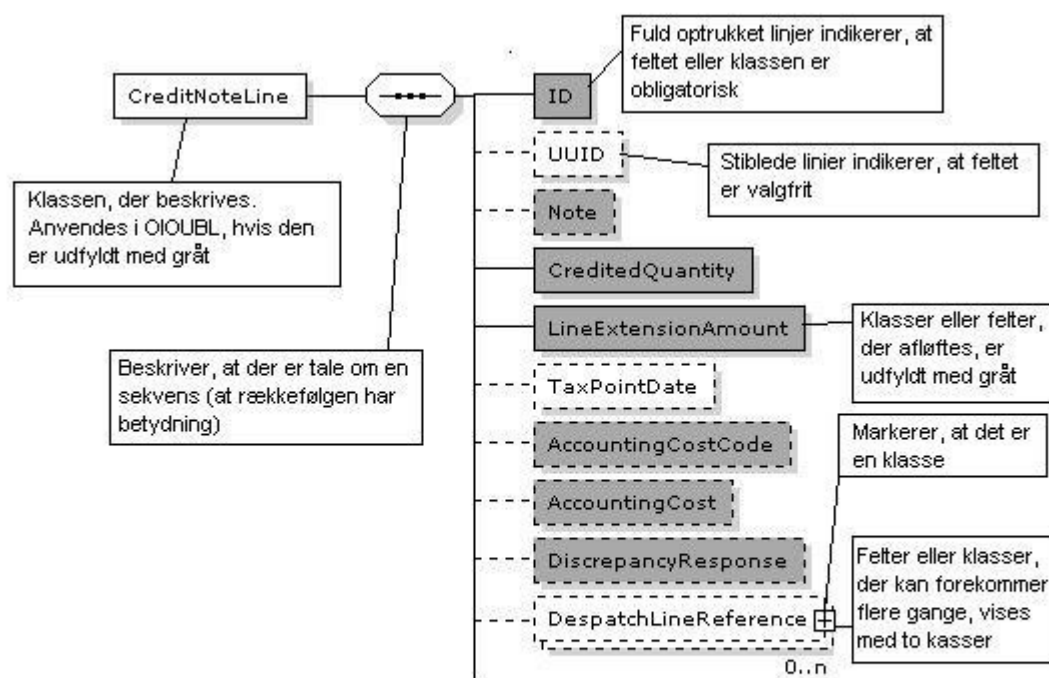 Fuld optrukket linjer indikerer, at
feltet eller klassen er
obligatorisk
CreditNoteLine
ID
UUID
Stiblede linier indikerer, at feltet
er valgfrit
Klassen, der beskrives.
Anvendes i OIOUBL, hvis den
er udfyldt med gråt
Note
CreditedQuantity
LineExtensionAmount
Klasser eller felter,
der afløftes, er
udfyldt med gråt
Beskriver, at der er tale om en
sekvens (at rækkefølgen har
betydning)
TaxPointDate
AccountingCostCode
Markerer, at det er
en klasse
AccountingCost
DiscrepancyResponse
Felter eller klasser,
der kan forekommer
flere gange, vises
med to kasser
DespatchLineReference
0..n